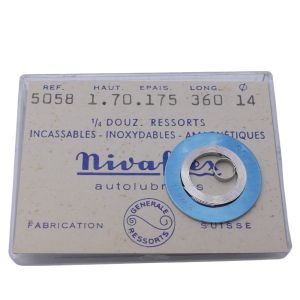 REF. HAUT. EPAIS. LONG. Ø
5058 1.70.175 360 14
¼ DOUZ. RESSORTS
INCASSABLES - INOXYDABLES - AMAGNÉTIQUES
Nivaflex
autolubrifiés
GENERALE
RESSORTS
FABRICATION SUISSE